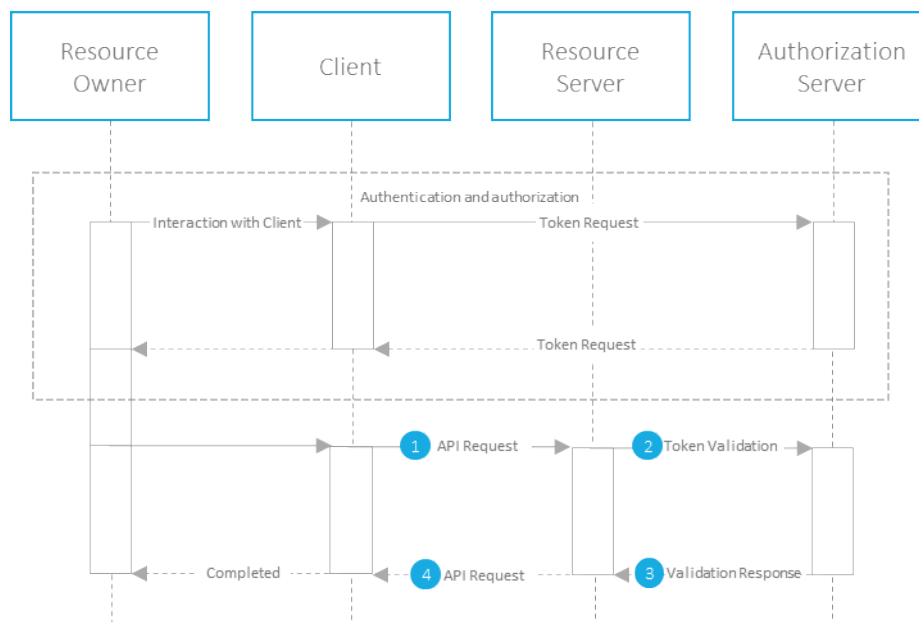 Resource
Owner
Client
Resource
Server
Authorization
Server
Authentication and authorization
Interaction with Client
Token Request
Token Request
1 API Request
2 Token Validation
Completed
4 API Request
3 Validation Response